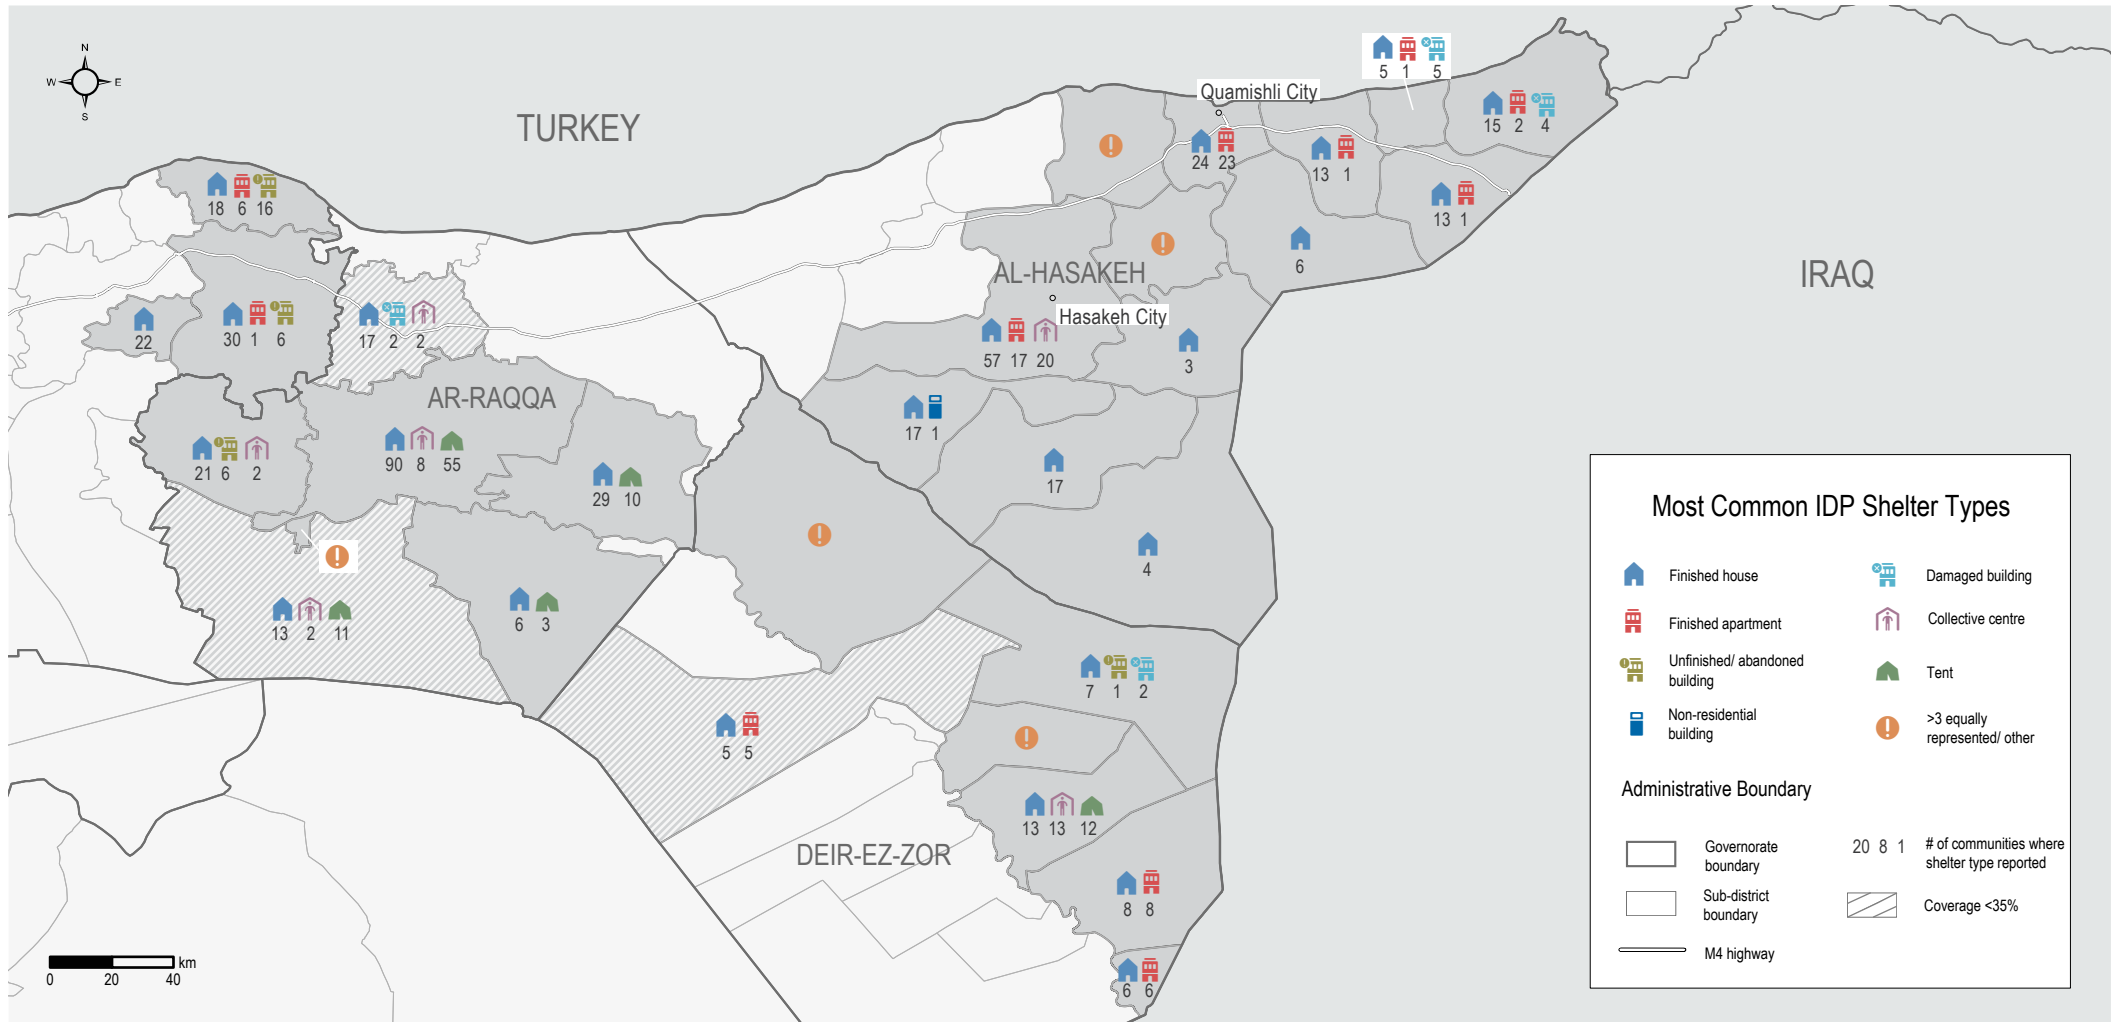 N
W E
S
TURKEY
IRAQ
5 1 5
Quamishli City
15 2 4
24 23
13 1
13 1
18 6 16
6
AL-HASAKEH
Hasakeh City
22
30 1 6
17 2 2
57 17 20
3
AR-RAQQA
17 1
21 6 2
90 8 55
29 10
17
4
13 2 11
6 3
7 1 2
5 5
13 13 12
DEIR-EZ-ZOR
8 8
6 6
km
0 20 40
Most Common IDP Shelter Types
Finished house
Damaged building
Finished apartment
Collective centre
Unfinished/ abandoned
building
Tent
Non-residential
building
>3 equally
represented/ other
Administrative Boundary
Governorate
boundary
20 8 1
# of communities where
shelter type reported
Sub-district
boundary
Coverage <35%
M4 highway